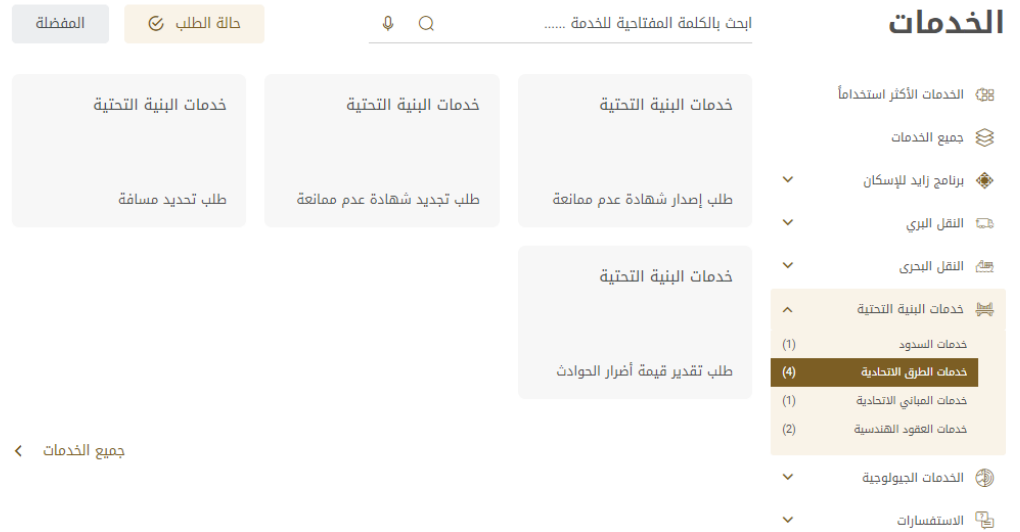 الخدمات
ابحث بالكلمة المفتاحية للخدمة ......
حالة الطلب
المفضلة
الخدمات الأكثر استخداماً
جميع الخدمات
برنامج زايد للإسكان
النقل البري
النقل البحرى
خدمات البنية التحتية
خدمات السدود (1)
خدمات الطرق الاتحادية (4)
خدمات المباني الاتحادية (1)
خدمات العقود الهندسية (2)
الخدمات الجيولوجية
الاستفسارات
خدمات البنية التحتية
طلب إصدار شهادة عدم ممانعة
خدمات البنية التحتية
طلب تجديد شهادة عدم ممانعة
خدمات البنية التحتية
طلب تحديد مسافة
خدمات البنية التحتية
طلب تقدير قيمة أضرار الحوادث
جميع الخدمات